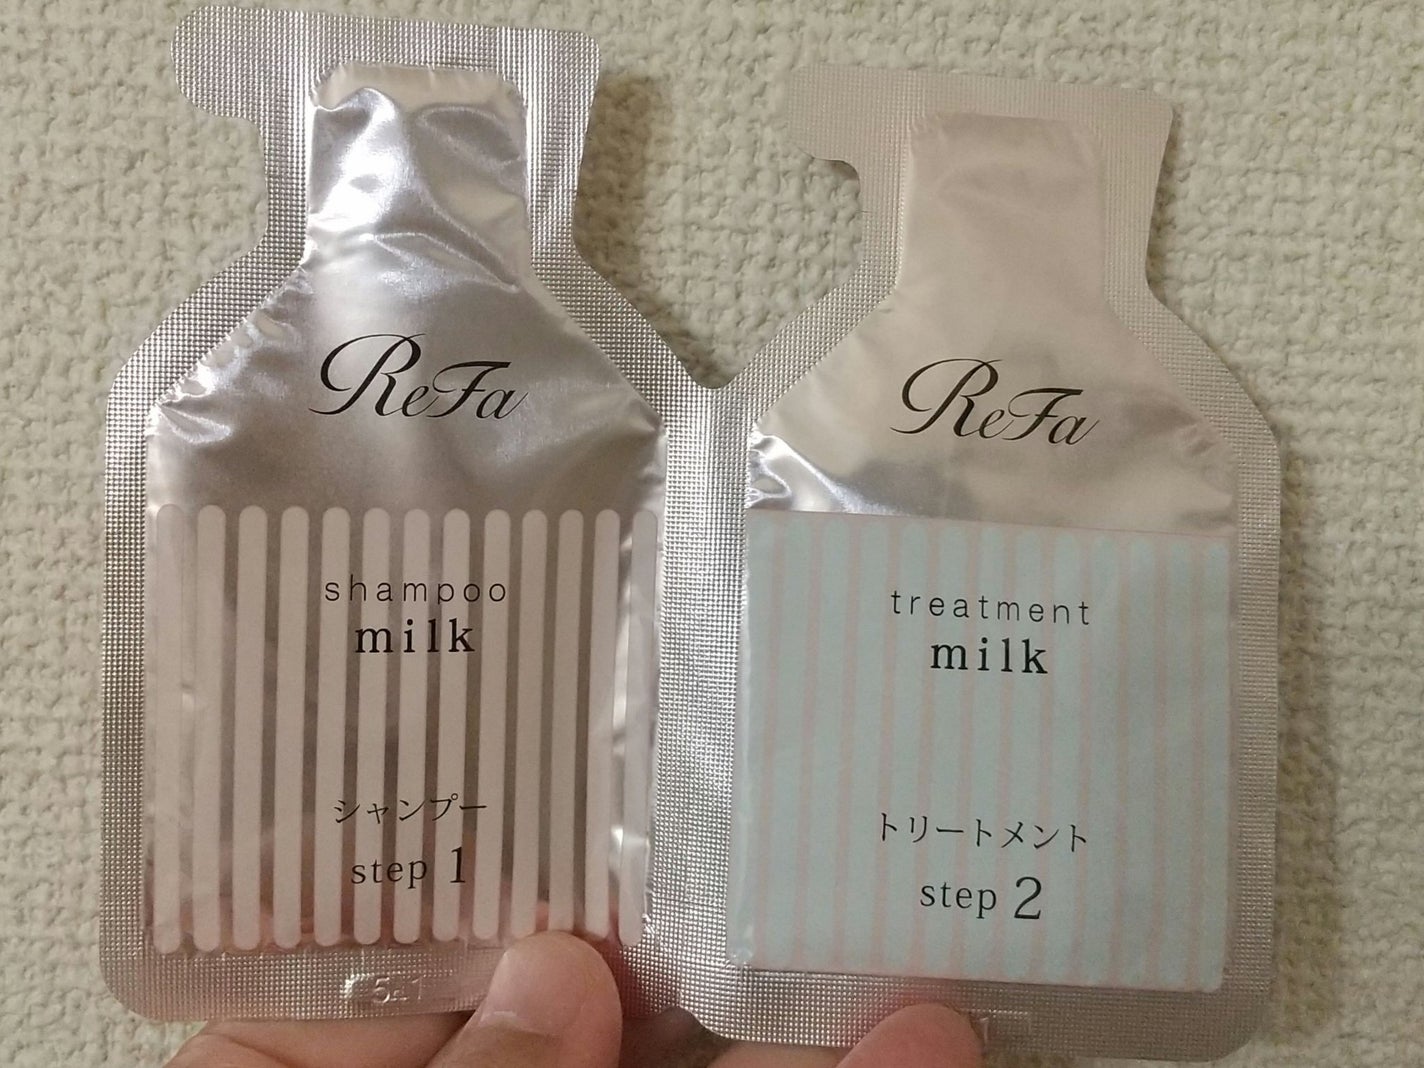 ReFa
shampoo
milk
シャンプー
step 1
ReFa
treatment
milk
トリートメント
step 2